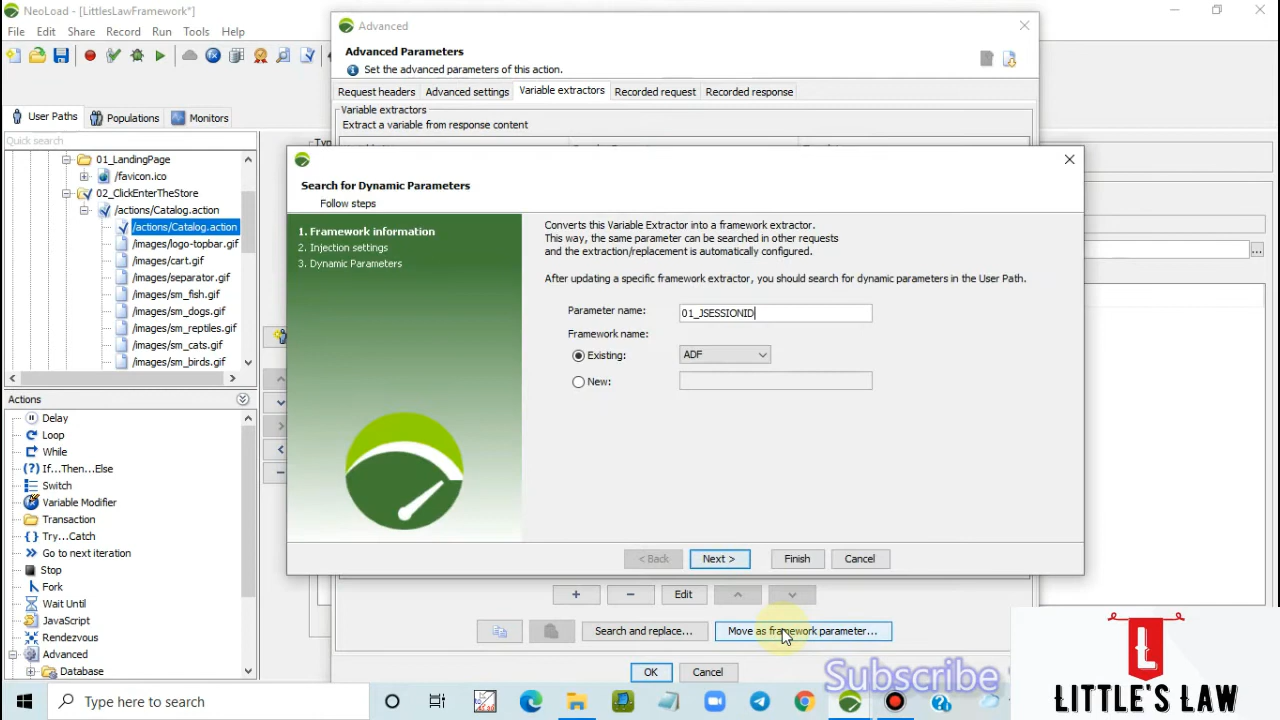 NeoLoad - [LittlesLawFramework*]
File Edit Share Record Run Tools Help
User Paths Populations Monitors
Quick search
01_LandingPage
/favicon.ico
02_ClickEnterTheStore
/actions/Catalog.action
/actions/Catalog.action
/images/logo-topbar.gif
/images/cart.gif
/images/separator.gif
/images/sm_fish.gif
/images/sm_dogs.gif
/images/sm_reptiles.gif
/images/sm_cats.gif
/images/sm_birds.gif
Actions
Delay
Loop
While
(?) If...Then...Else
Switch
Variable Modifier
Transaction
Try...Catch
Go to next iteration
Stop
Fork
Wait Until
JavaScript
Rendezvous
Advanced
Database
Advanced
Advanced Parameters
Set the advanced parameters of this action.
Request headers Advanced settings Variable extractors Recorded request Recorded response
Variable extractors
Extract a variable from response content
Search for Dynamic Parameters
Follow steps
1. Framework information
2. Injection settings
3. Dynamic Parameters
Converts this Variable Extractor into a framework extractor.
This way, the same parameter can be searched in other requests
and the extraction/replacement is automatically configured.
After updating a specific framework extractor, you should search for dynamic parameters in the User Path.
Parameter name: 01_JSESSIONID
Framework name:
Existing: ADF
New:
< Back Next > Finish Cancel
+ − Edit
Search and replace... Move as framework parameter...
OK Cancel
Subscribe
L
LITTLE'S LAW
Type here to search